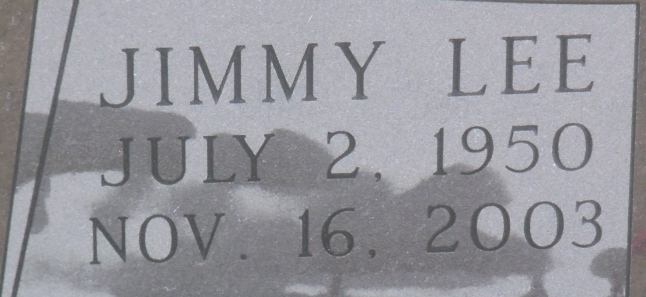 JIMMY LEE
JULY 2, 1950
NOV. 16, 2003